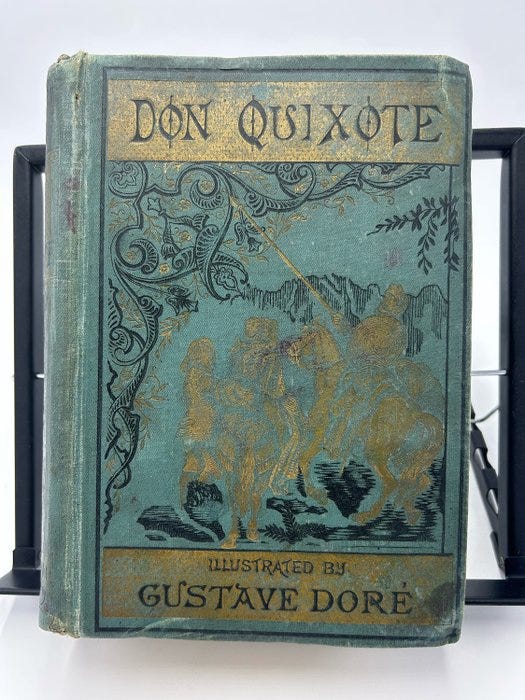 DON QUIXOTE
ILLUSTRATED BY
GUSTAVE DORÉ